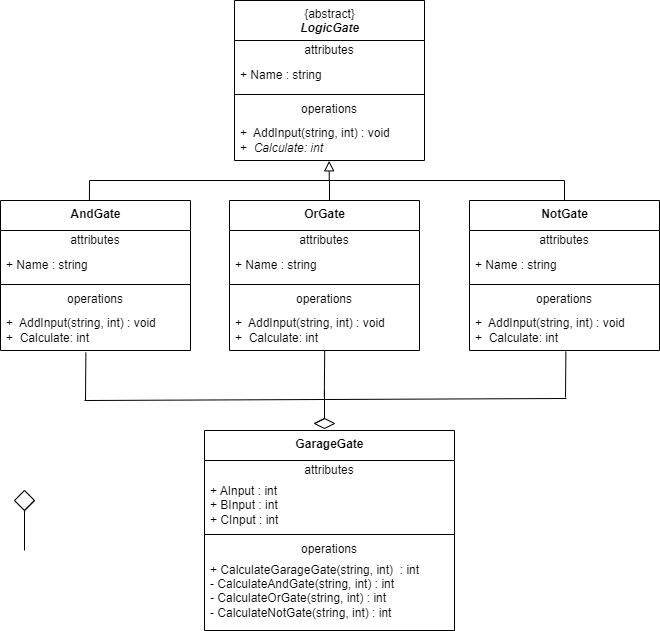 {abstract}
LogicGate
attributes
+ Name : string
operations
+ AddInput(string, int) : void
+ Calculate: int
AndGate
attributes
+ Name : string
operations
+ AddInput(string, int) : void
+ Calculate: int
OrGate
attributes
+ Name : string
operations
+ AddInput(string, int) : void
+ Calculate: int
NotGate
attributes
+ Name : string
operations
+ AddInput(string, int) : void
+ Calculate: int
GarageGate
attributes
+ AInput : int
+ BInput : int
+ CInput : int
operations
+ CalculateGarageGate(string, int) : int
- CalculateAndGate(string, int) : int
- CalculateOrGate(string, int) : int
- CalculateNotGate(string, int) : int